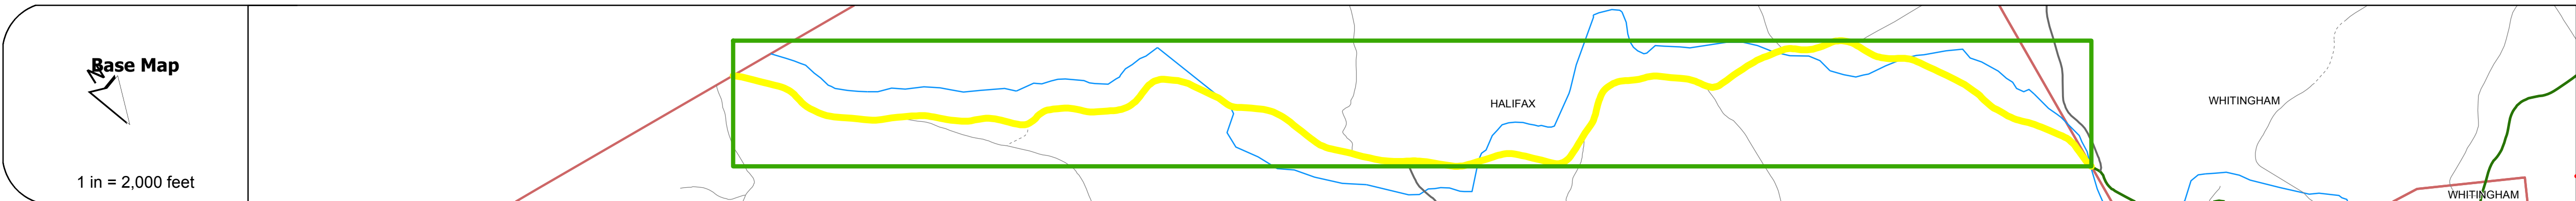 Base Map
N
1 in = 2,000 feet
HALIFAX
WHITINGHAM
WHITINGHAM